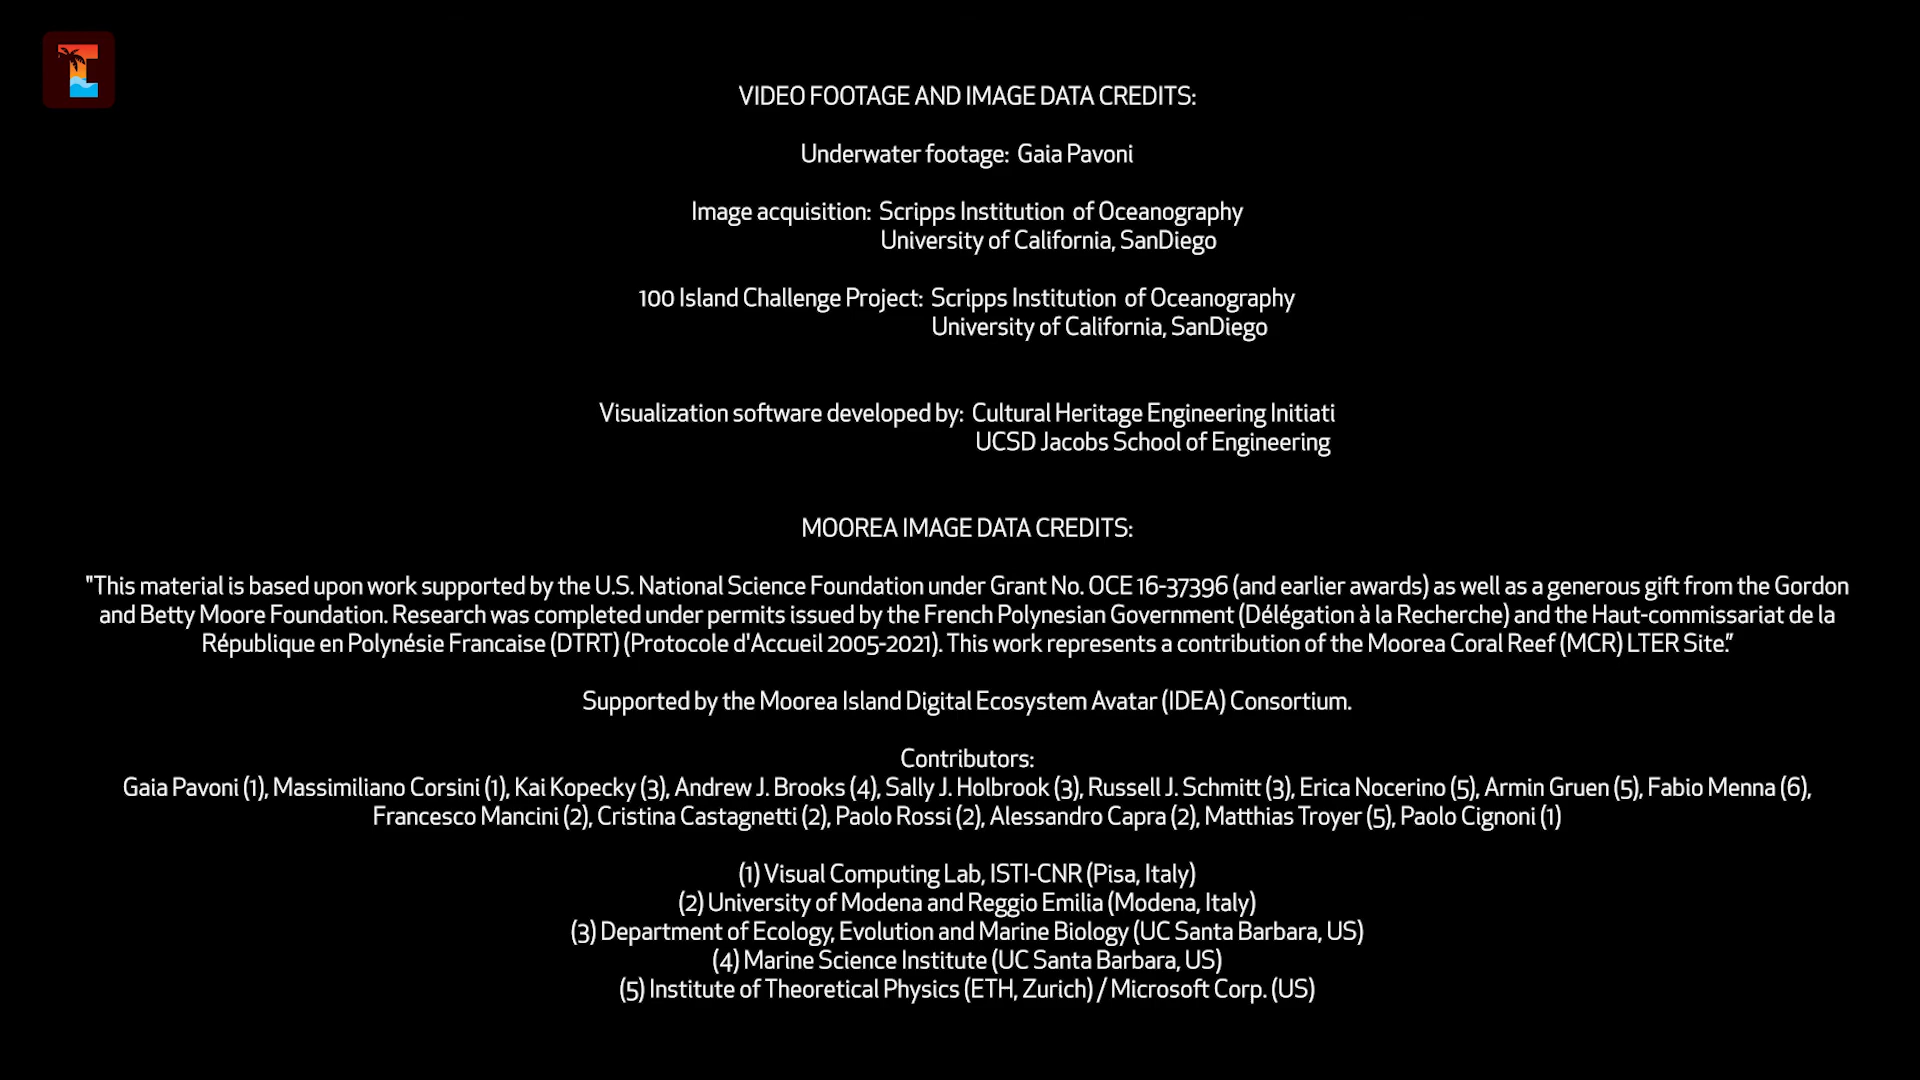 VIDEO FOOTAGE AND IMAGE DATA CREDITS:
Underwater footage: Gaia Pavoni
Image acquisition: Scripps Institution of Oceanography
University of California, SanDiego
100 Island Challenge Project: Scripps Institution of Oceanography
University of California, SanDiego
Visualization software developed by: Cultural Heritage Engineering Initiati
UCSD Jacobs School of Engineering
MOOREA IMAGE DATA CREDITS:
"This material is based upon work supported by the U.S. National Science Foundation under Grant No. OCE 16-37396 (and earlier awards) as well as a generous gift from the Gordon
and Betty Moore Foundation. Research was completed under permits issued by the French Polynesian Government (Délégation à la Recherche) and the Haut-commissariat de la
République en Polynésie Francaise (DTRT) (Protocole d'Accueil 2005-2021). This work represents a contribution of the Moorea Coral Reef (MCR) LTER Site.”
Supported by the Moorea Island Digital Ecosystem Avatar (IDEA) Consortium.
Contributors:
Gaia Pavoni (1), Massimiliano Corsini (1), Kai Kopecky (3), Andrew J. Brooks (4), Sally J. Holbrook (3), Russell J. Schmitt (3), Erica Nocerino (5), Armin Gruen (5), Fabio Menna (6),
Francesco Mancini (2), Cristina Castagnetti (2), Paolo Rossi (2), Alessandro Capra (2), Matthias Troyer (5), Paolo Cignoni (1)
(1) Visual Computing Lab, ISTI-CNR (Pisa, Italy)
(2) University of Modena and Reggio Emilia (Modena, Italy)
(3) Department of Ecology, Evolution and Marine Biology (UC Santa Barbara, US)
(4) Marine Science Institute (UC Santa Barbara, US)
(5) Institute of Theoretical Physics (ETH, Zurich) / Microsoft Corp. (US)